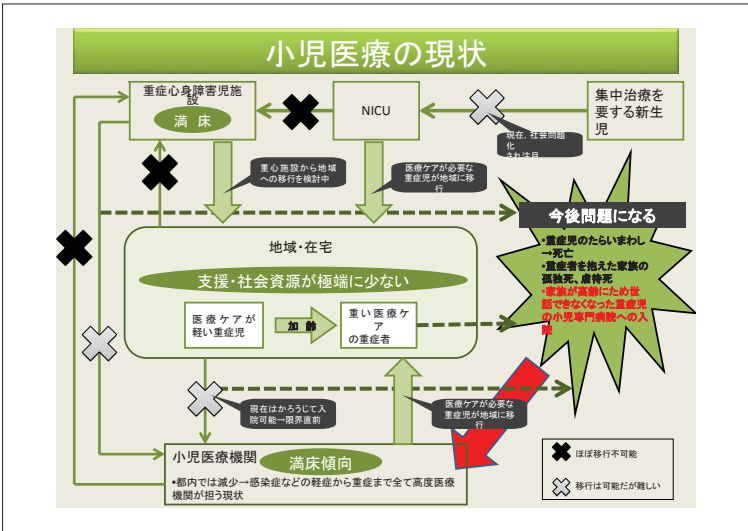 小児医療の現状
重症心身障害児施
設
満 床
NICU
集中治療を
要する新生
児
現在、社会問題
化
され注目
重心施設から地域
への移行を検討中
医療ケアが必要な
重症児が地域に移
行
今後問題になる
•重症児のたらいまわし
→死亡
•重症者を抱えた家族の
孤独死、虐待死
•家族が高齢にため世
話できなくなった重症児
の小児専門病院への入
院
地域・在宅
支援・社会資源が極端に少ない
医療ケアが
軽い重症児
加 齢
重い医療ケ
ア
の重症者
現在はかろうじて入
院可能→限界直前
医療ケアが必要な
重症児が地域に移
行
小児医療機関
満床傾向
•都内では減少→感染症などの軽症から重症まで全て高度医療
機関が担う現状
ほぼ移行不可能
移行は可能だが難しい